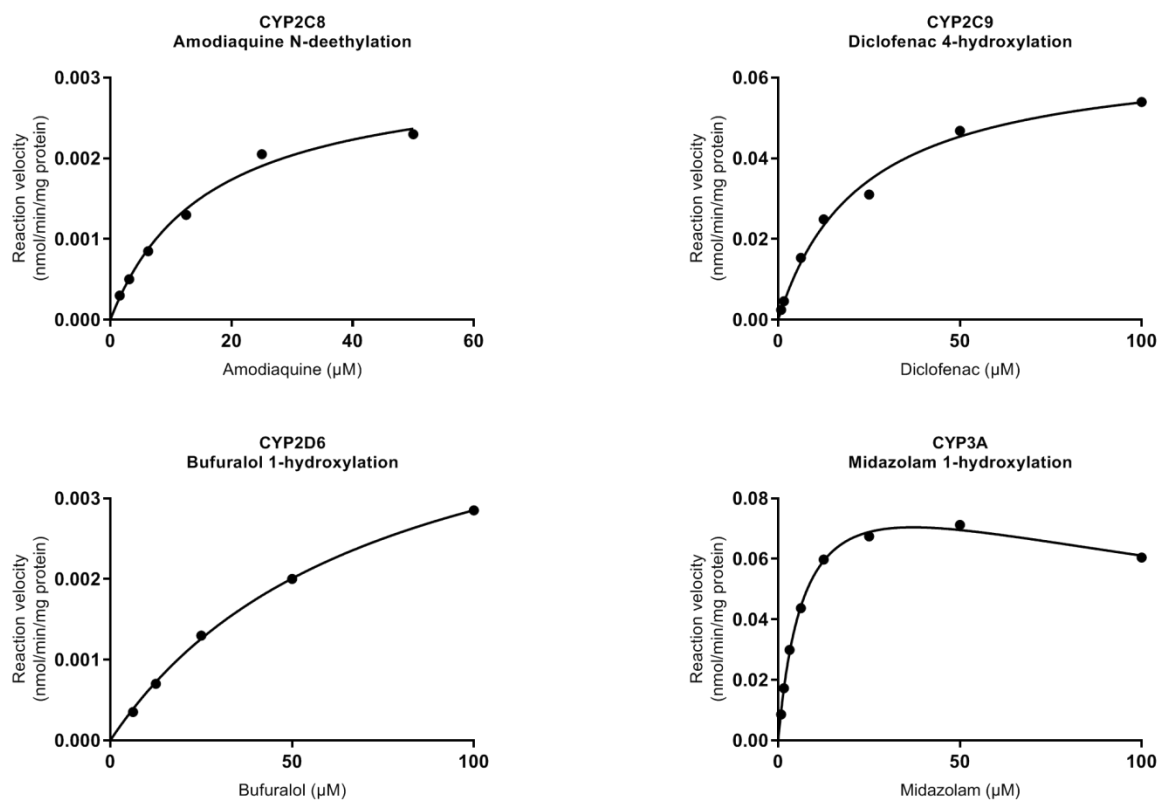 CYP2C8
Amodiaquine N-deethylation
Reaction velocity
(nmol/min/mg protein)
0.003
0.002
0.001
0.000
0
20
40
60
Amodiaquine (µM)
CYP2C9
Diclofenac 4-hydroxylation
Reaction velocity
(nmol/min/mg protein)
0.06
0.04
0.02
0.00
0
50
100
Diclofenac (µM)
CYP2D6
Bufuralol 1-hydroxylation
Reaction velocity
(nmol/min/mg protein)
0.003
0.002
0.001
0.000
0
50
100
Bufuralol (µM)
CYP3A
Midazolam 1-hydroxylation
Reaction velocity
(nmol/min/mg protein)
0.08
0.06
0.04
0.02
0.00
0
50
100
Midazolam (µM)